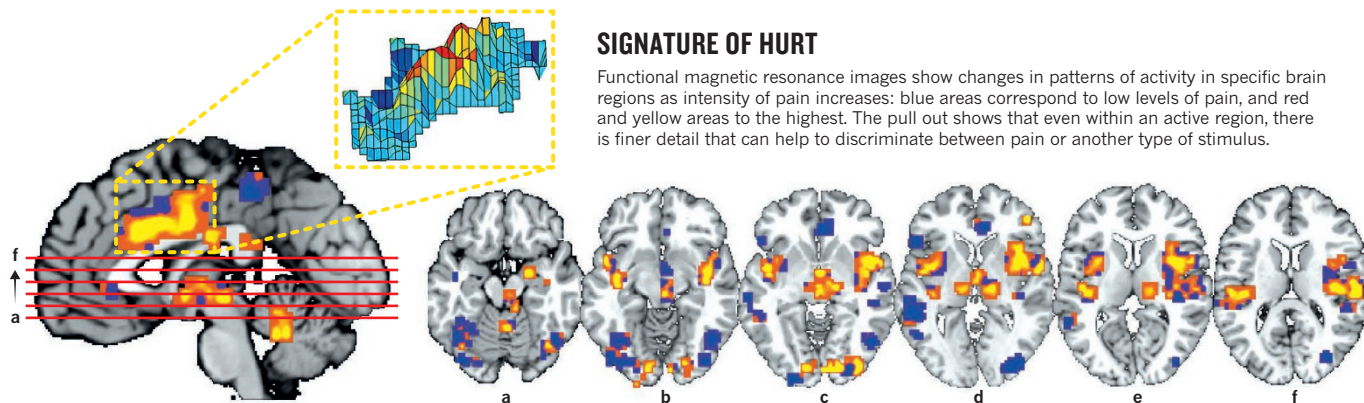 SIGNATURE OF HURT
Functional magnetic resonance images show changes in patterns of activity in specific brain
regions as intensity of pain increases: blue areas correspond to low levels of pain, and red
and yellow areas to the highest. The pull out shows that even within an active region, there
is finer detail that can help to discriminate between pain or another type of stimulus.
f
a
a b c d e f